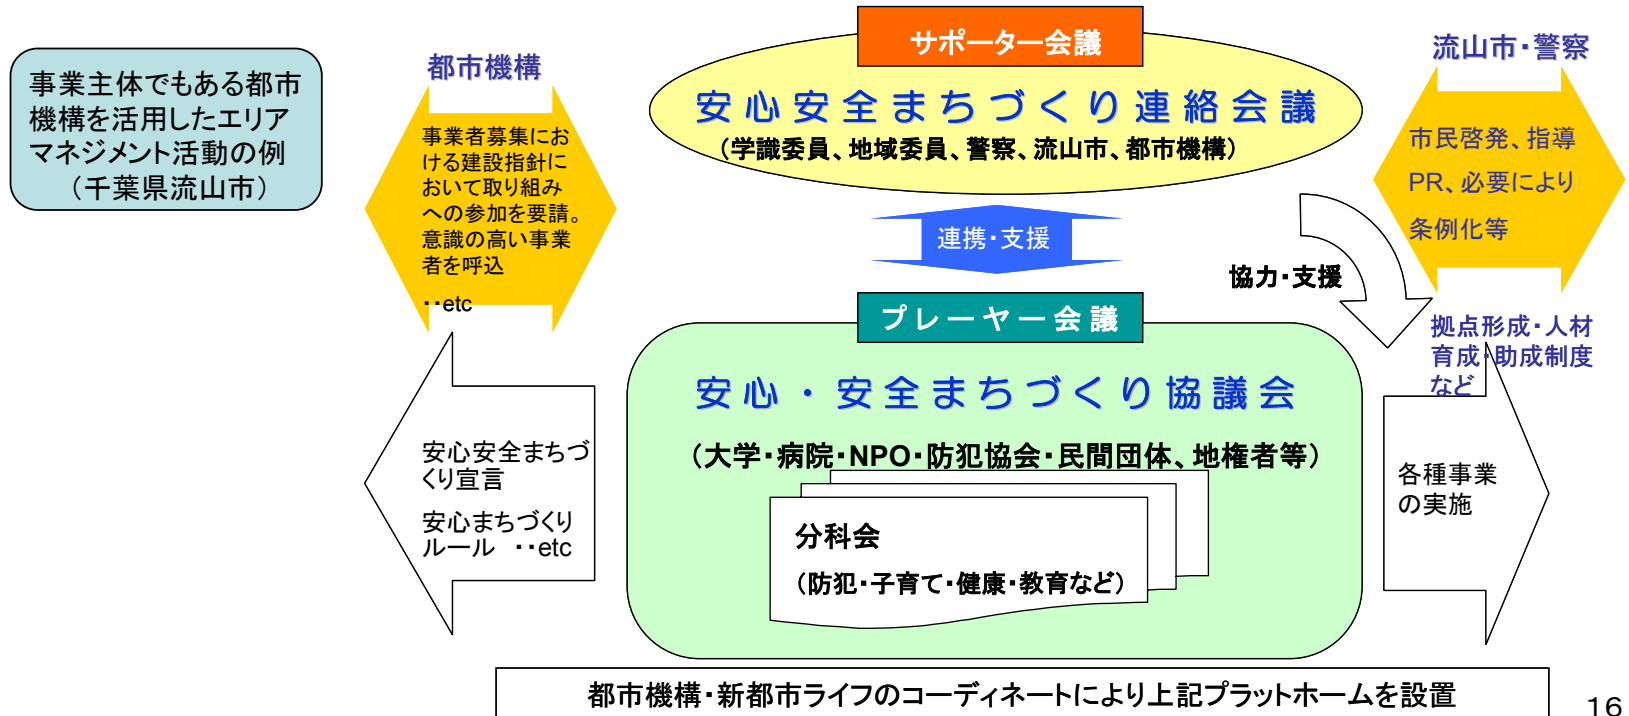 事業主体でもある都市
機構を活用したエリア
マネジメント活動の例
（千葉県流山市）
都市機構
事業者募集にお
ける建設指針に
おいて取り組み
への参加を要請。
意識の高い事業
者を呼込
・・etc
サポーター会議
安心安全まちづくり連絡会議
（学識委員、地域委員、警察、流山市、都市機構）
連携・支援
流山市・警察
市民啓発、指導
PR、必要により
条例化等
協力・支援
拠点形成・人材
育成・助成制度
など
プレーヤー会議
安心・安全まちづくり協議会
（大学・病院・NPO・防犯協会・民間団体、地権者等）
分科会
（防犯・子育て・健康・教育など）
安心安全まちづ
くり宣言
安心まちづくり
ルール ・・etc
各種事業
の実施
都市機構・新都市ライフのコーディネートにより上記プラットホームを設置
16